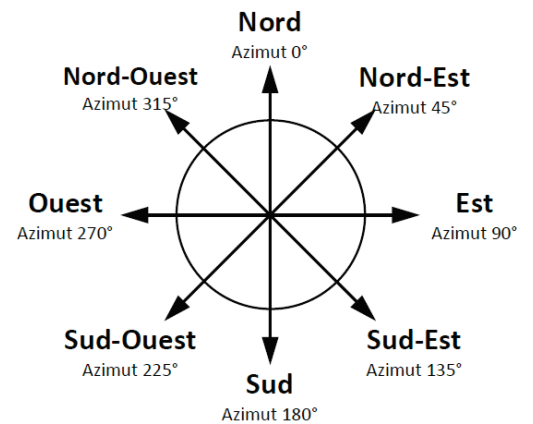 Nord
Azimut 0°
Nord-Ouest
Azimut 315°
Nord-Est
Azimut 45°
Ouest
Azimut 270°
Est
Azimut 90°
Sud-Ouest
Azimut 225°
Sud-Est
Azimut 135°
Sud
Azimut 180°